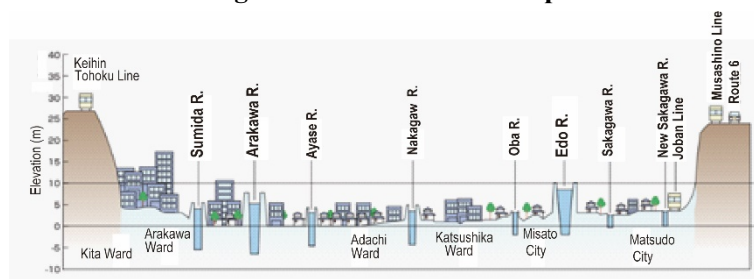 Keihin
Tohoku Line
Sumida R.
Arakawa R.
Ayase R.
Nakagaw R.
Oba R.
Edo R.
Sakagawa R.
New Sakagawa R.
Joban Line
Musashino Line
Route 6
Elevation (m)
40
35
30
25
20
15
10
5
0
-5
-10
Kita Ward
Arakawa
Ward
Adachi
Ward
Katsushika
Ward
Misato
City
Matsudo
City